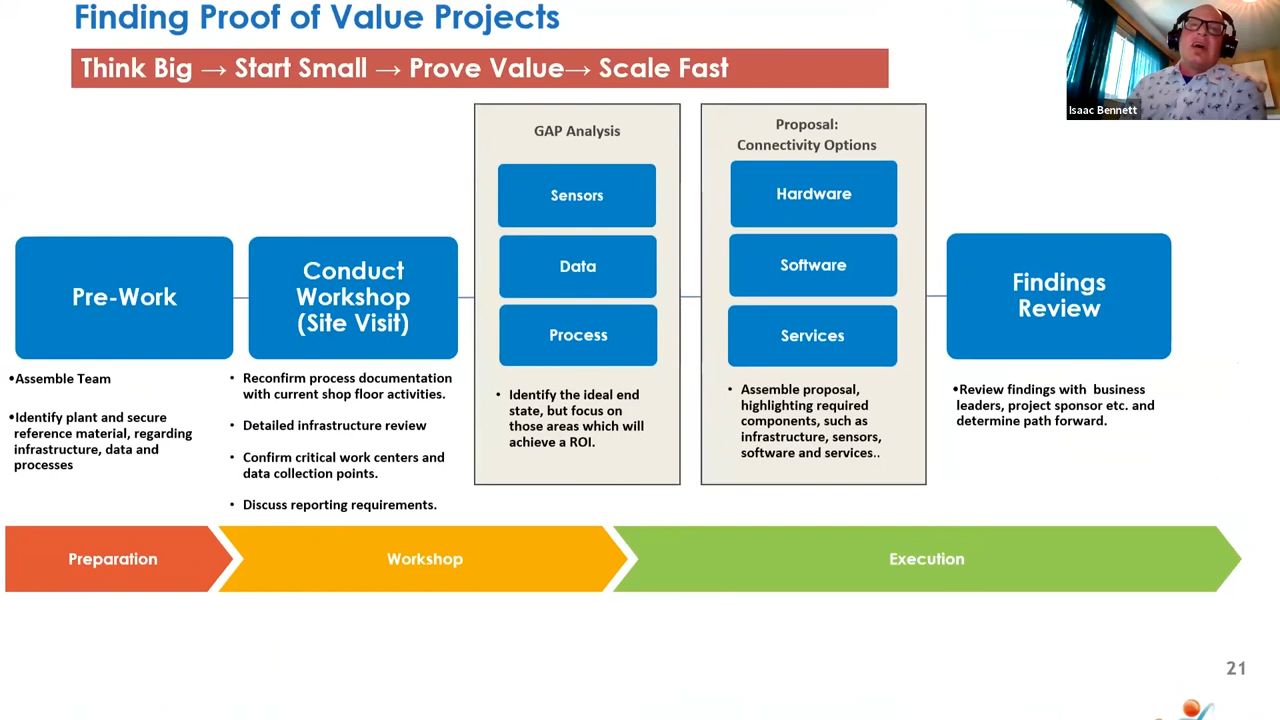 Finding Proof of Value Projects
Think Big → Start Small → Prove Value→ Scale Fast
Isaac Bennett
Pre-Work
•Assemble Team
•Identify plant and secure
reference material, regarding
infrastructure, data and
processes
Conduct
Workshop
(Site Visit)
• Reconfirm process documentation
with current shop floor activities.
• Detailed infrastructure review
• Confirm critical work centers and
data collection points.
• Discuss reporting requirements.
GAP Analysis
Sensors
Data
Process
• Identify the ideal end
state, but focus on
those areas which will
achieve a ROI.
Proposal:
Connectivity Options
Hardware
Software
Services
• Assemble proposal,
highlighting required
components, such as
infrastructure, sensors,
software and services..
Findings
Review
•Review findings with business
leaders, project sponsor etc. and
determine path forward.
Preparation
Workshop
Execution
21